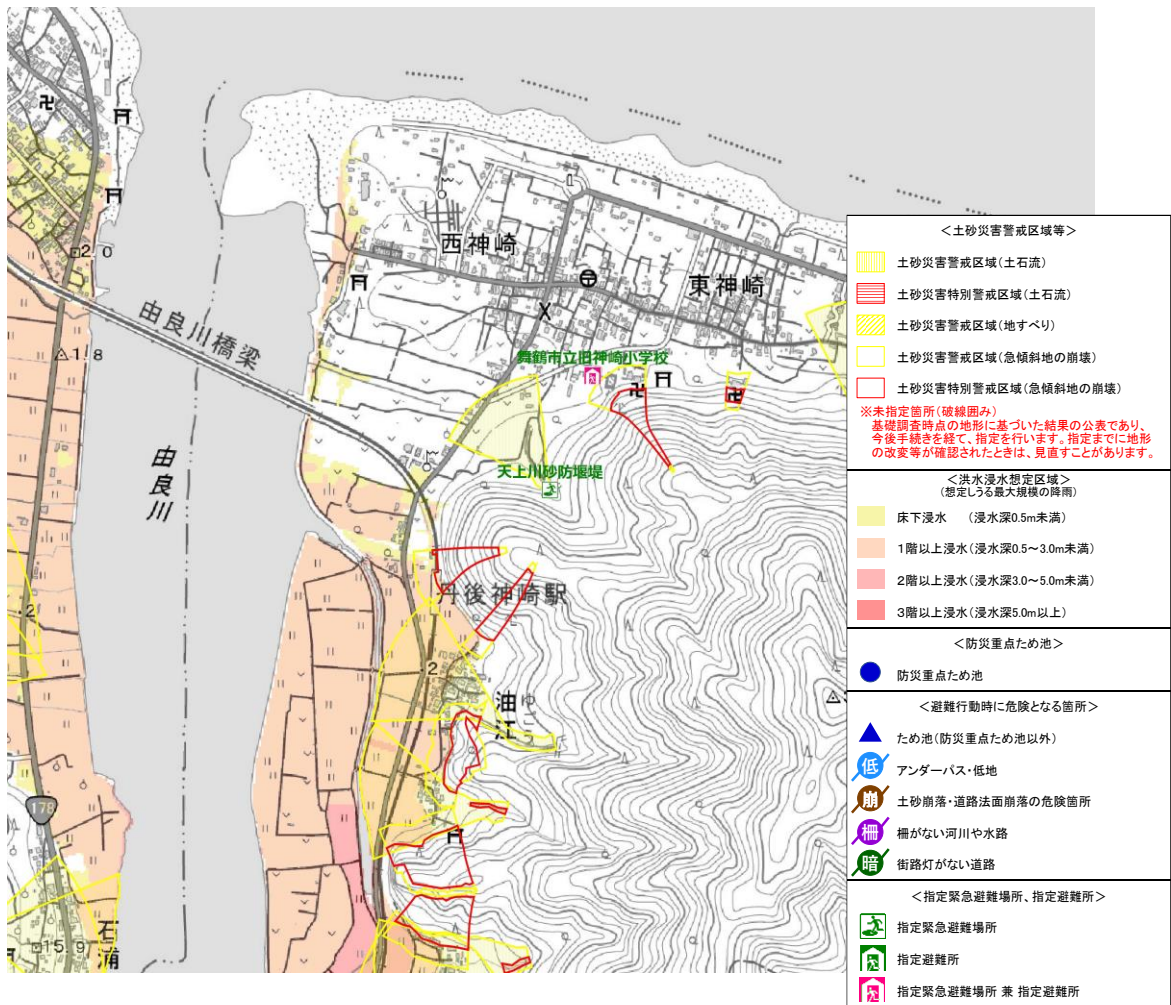 2.0
西神崎
東神崎
由良川橋梁
1.8
舞鶴市立旧神崎小学校
由良川
天上川砂防堰堤
丹後神崎駅
2
2
油江
ゆごう
178
石浦
15.9
＜土砂災害警戒区域等＞
土砂災害警戒区域（土石流）
土砂災害特別警戒区域（土石流）
土砂災害警戒区域（地すべり）
土砂災害警戒区域（急傾斜地の崩壊）
土砂災害特別警戒区域（急傾斜地の崩壊）
※未指定箇所（破線囲み）
基礎調査時点の地形に基づいた結果の公表であり、
今後手続きを経て、指定を行います。指定までに地形
の改変等が確認されたときは、見直すことがあります。
＜洪水浸水想定区域＞
（想定しうる最大規模の降雨）
床下浸水　（浸水深0.5m未満）
1階以上浸水（浸水深0.5～3.0m未満）
2階以上浸水（浸水深3.0～5.0m未満）
3階以上浸水（浸水深5.0m以上）
＜防災重点ため池＞
防災重点ため池
＜避難行動時に危険となる箇所＞
ため池（防災重点ため池以外）
低 アンダーパス・低地
崩 土砂崩落・道路法面崩落の危険箇所
柵 柵がない河川や水路
暗 街路灯がない道路
＜指定緊急避難場所、指定避難所＞
指定緊急避難場所
指定避難所
指定緊急避難場所 兼 指定避難所